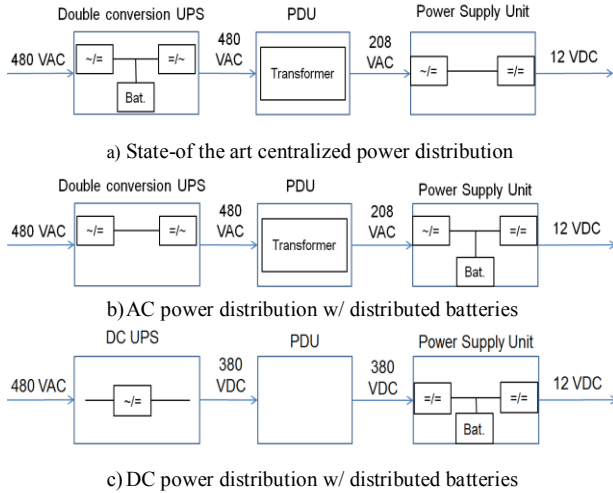 Double conversion UPS
PDU
Power Supply Unit
480 VAC
~/=
=/~
Bat.
480
VAC
Transformer
208
VAC
~/=
=/=
12 VDC
a) State-of the art centralized power distribution
Double conversion UPS
PDU
Power Supply Unit
480 VAC
~/=
=/~
480
VAC
Transformer
208
VAC
~/=
=/=
Bat.
12 VDC
b) AC power distribution w/ distributed batteries
DC UPS
PDU
Power Supply Unit
480 VAC
~/=
380
VDC
380
VDC
=/=
=/=
Bat.
12 VDC
c) DC power distribution w/ distributed batteries